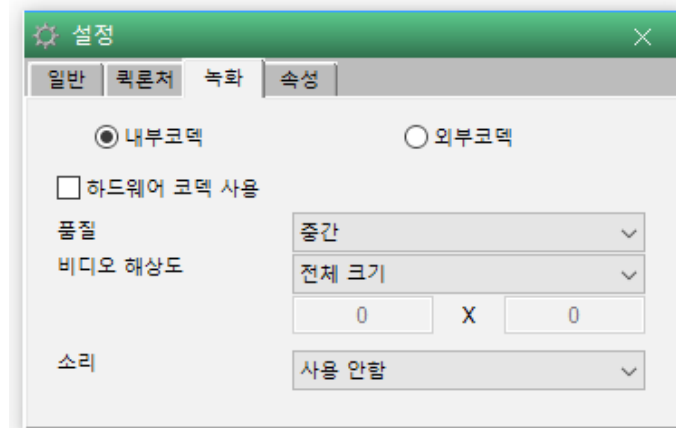 설정
일반 퀵론처 녹화 속성
내부코덱 외부코덱
하드웨어 코덱 사용
품질 중간
비디오 해상도 전체 크기
0 X 0
소리 사용 안함